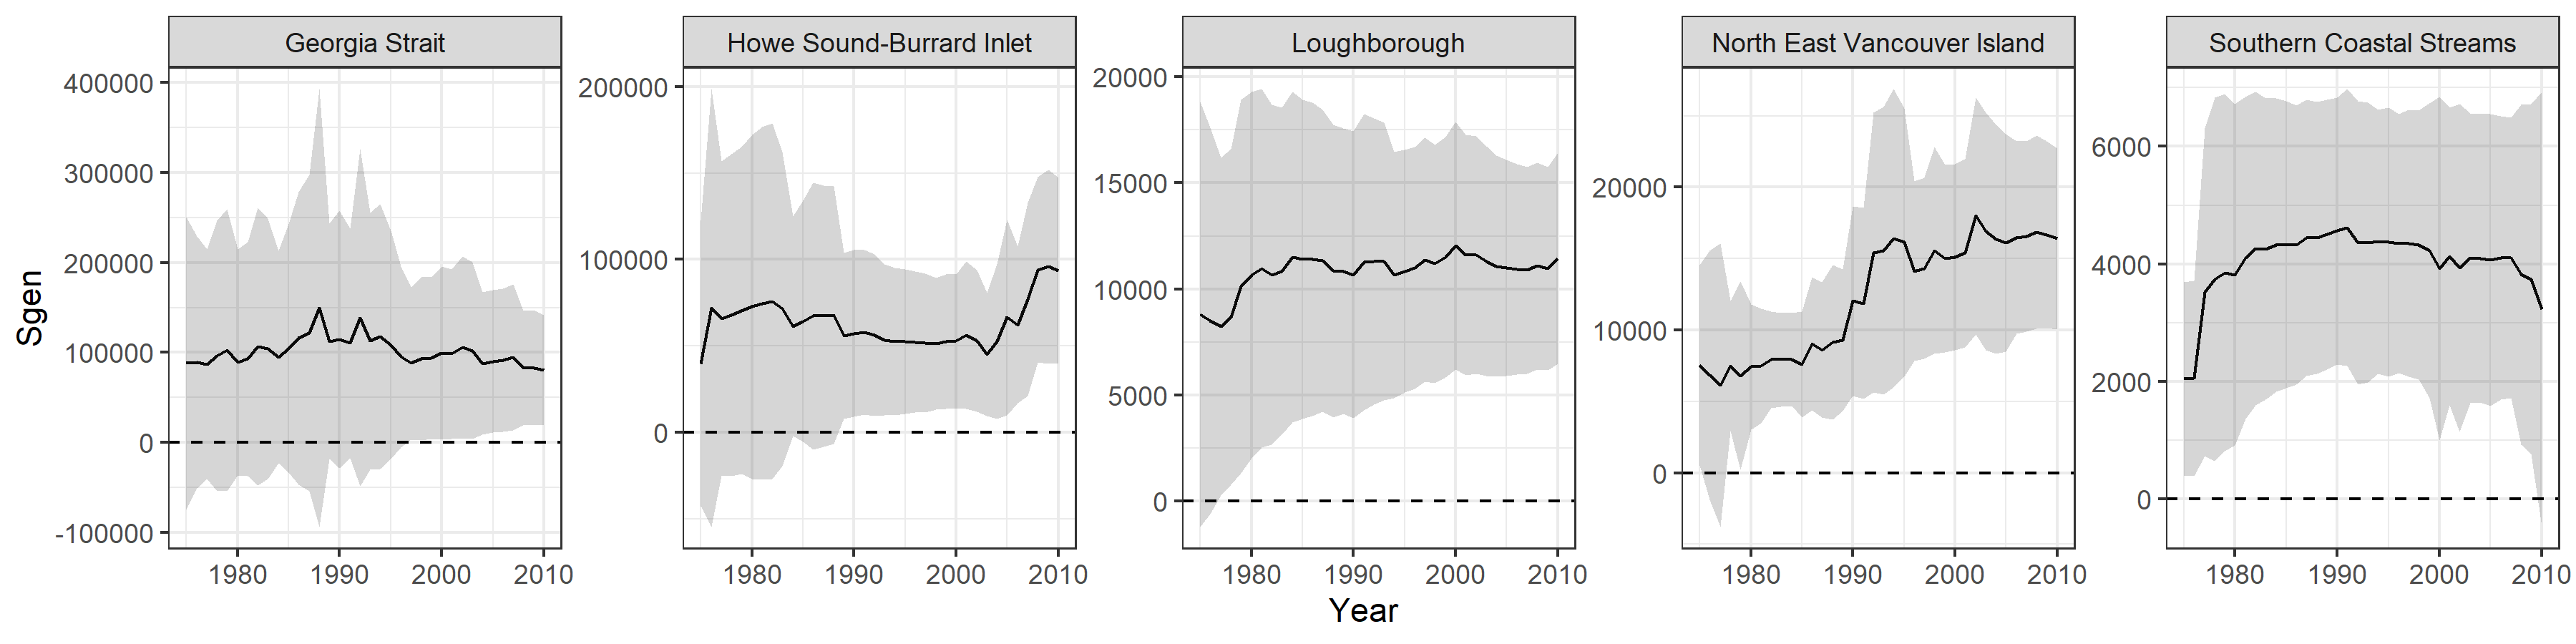 Georgia Strait
Howe Sound-Burrard Inlet
Loughborough
North East Vancouver Island
Southern Coastal Streams
Sgen
400000
300000
200000
100000
0
-100000
200000
100000
0
20000
15000
10000
5000
0
20000
10000
0
6000
4000
2000
0
1980 1990 2000 2010
1980 1990 2000 2010
1980 1990 2000 2010
1980 1990 2000 2010
1980 1990 2000 2010
Year